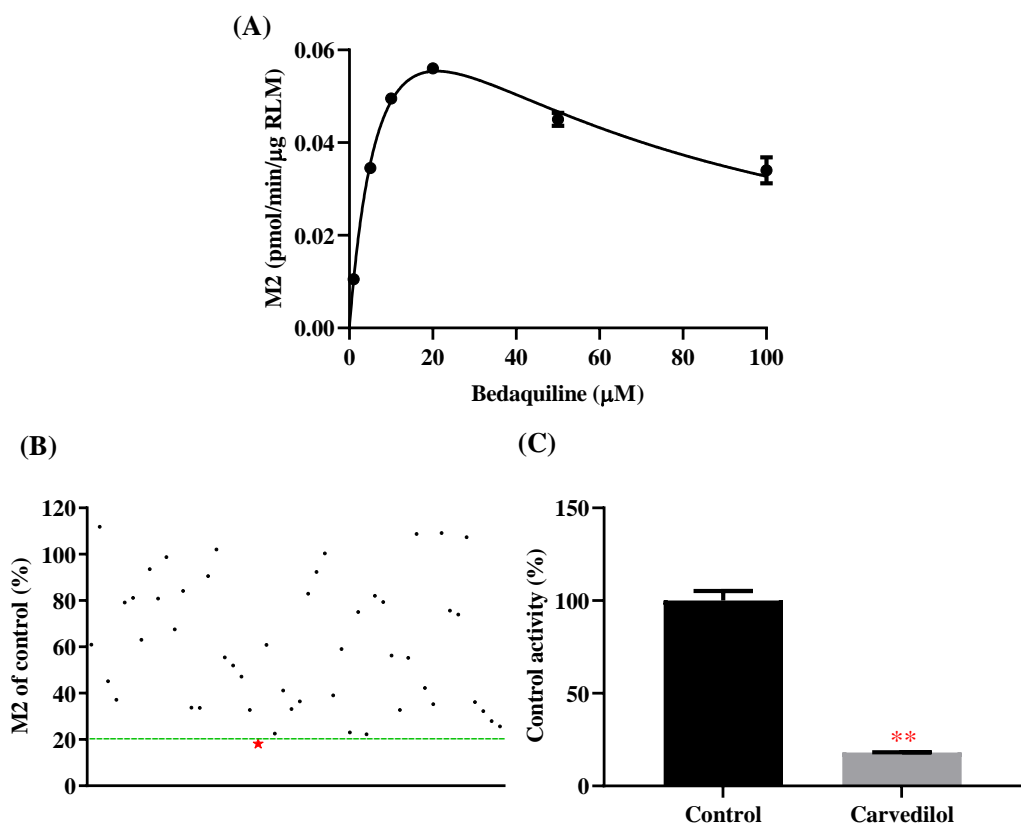 (A)
M2 (pmol/min/μg RLM)
0.06
0.04
0.02
0.00
0 20 40 60 80 100
Bedaquiline (μM)
(B)
M2 of control (%)
120
100
80
60
40
20
0
(C)
Control activity (%)
150
100
50
0
**
Control Carvedilol